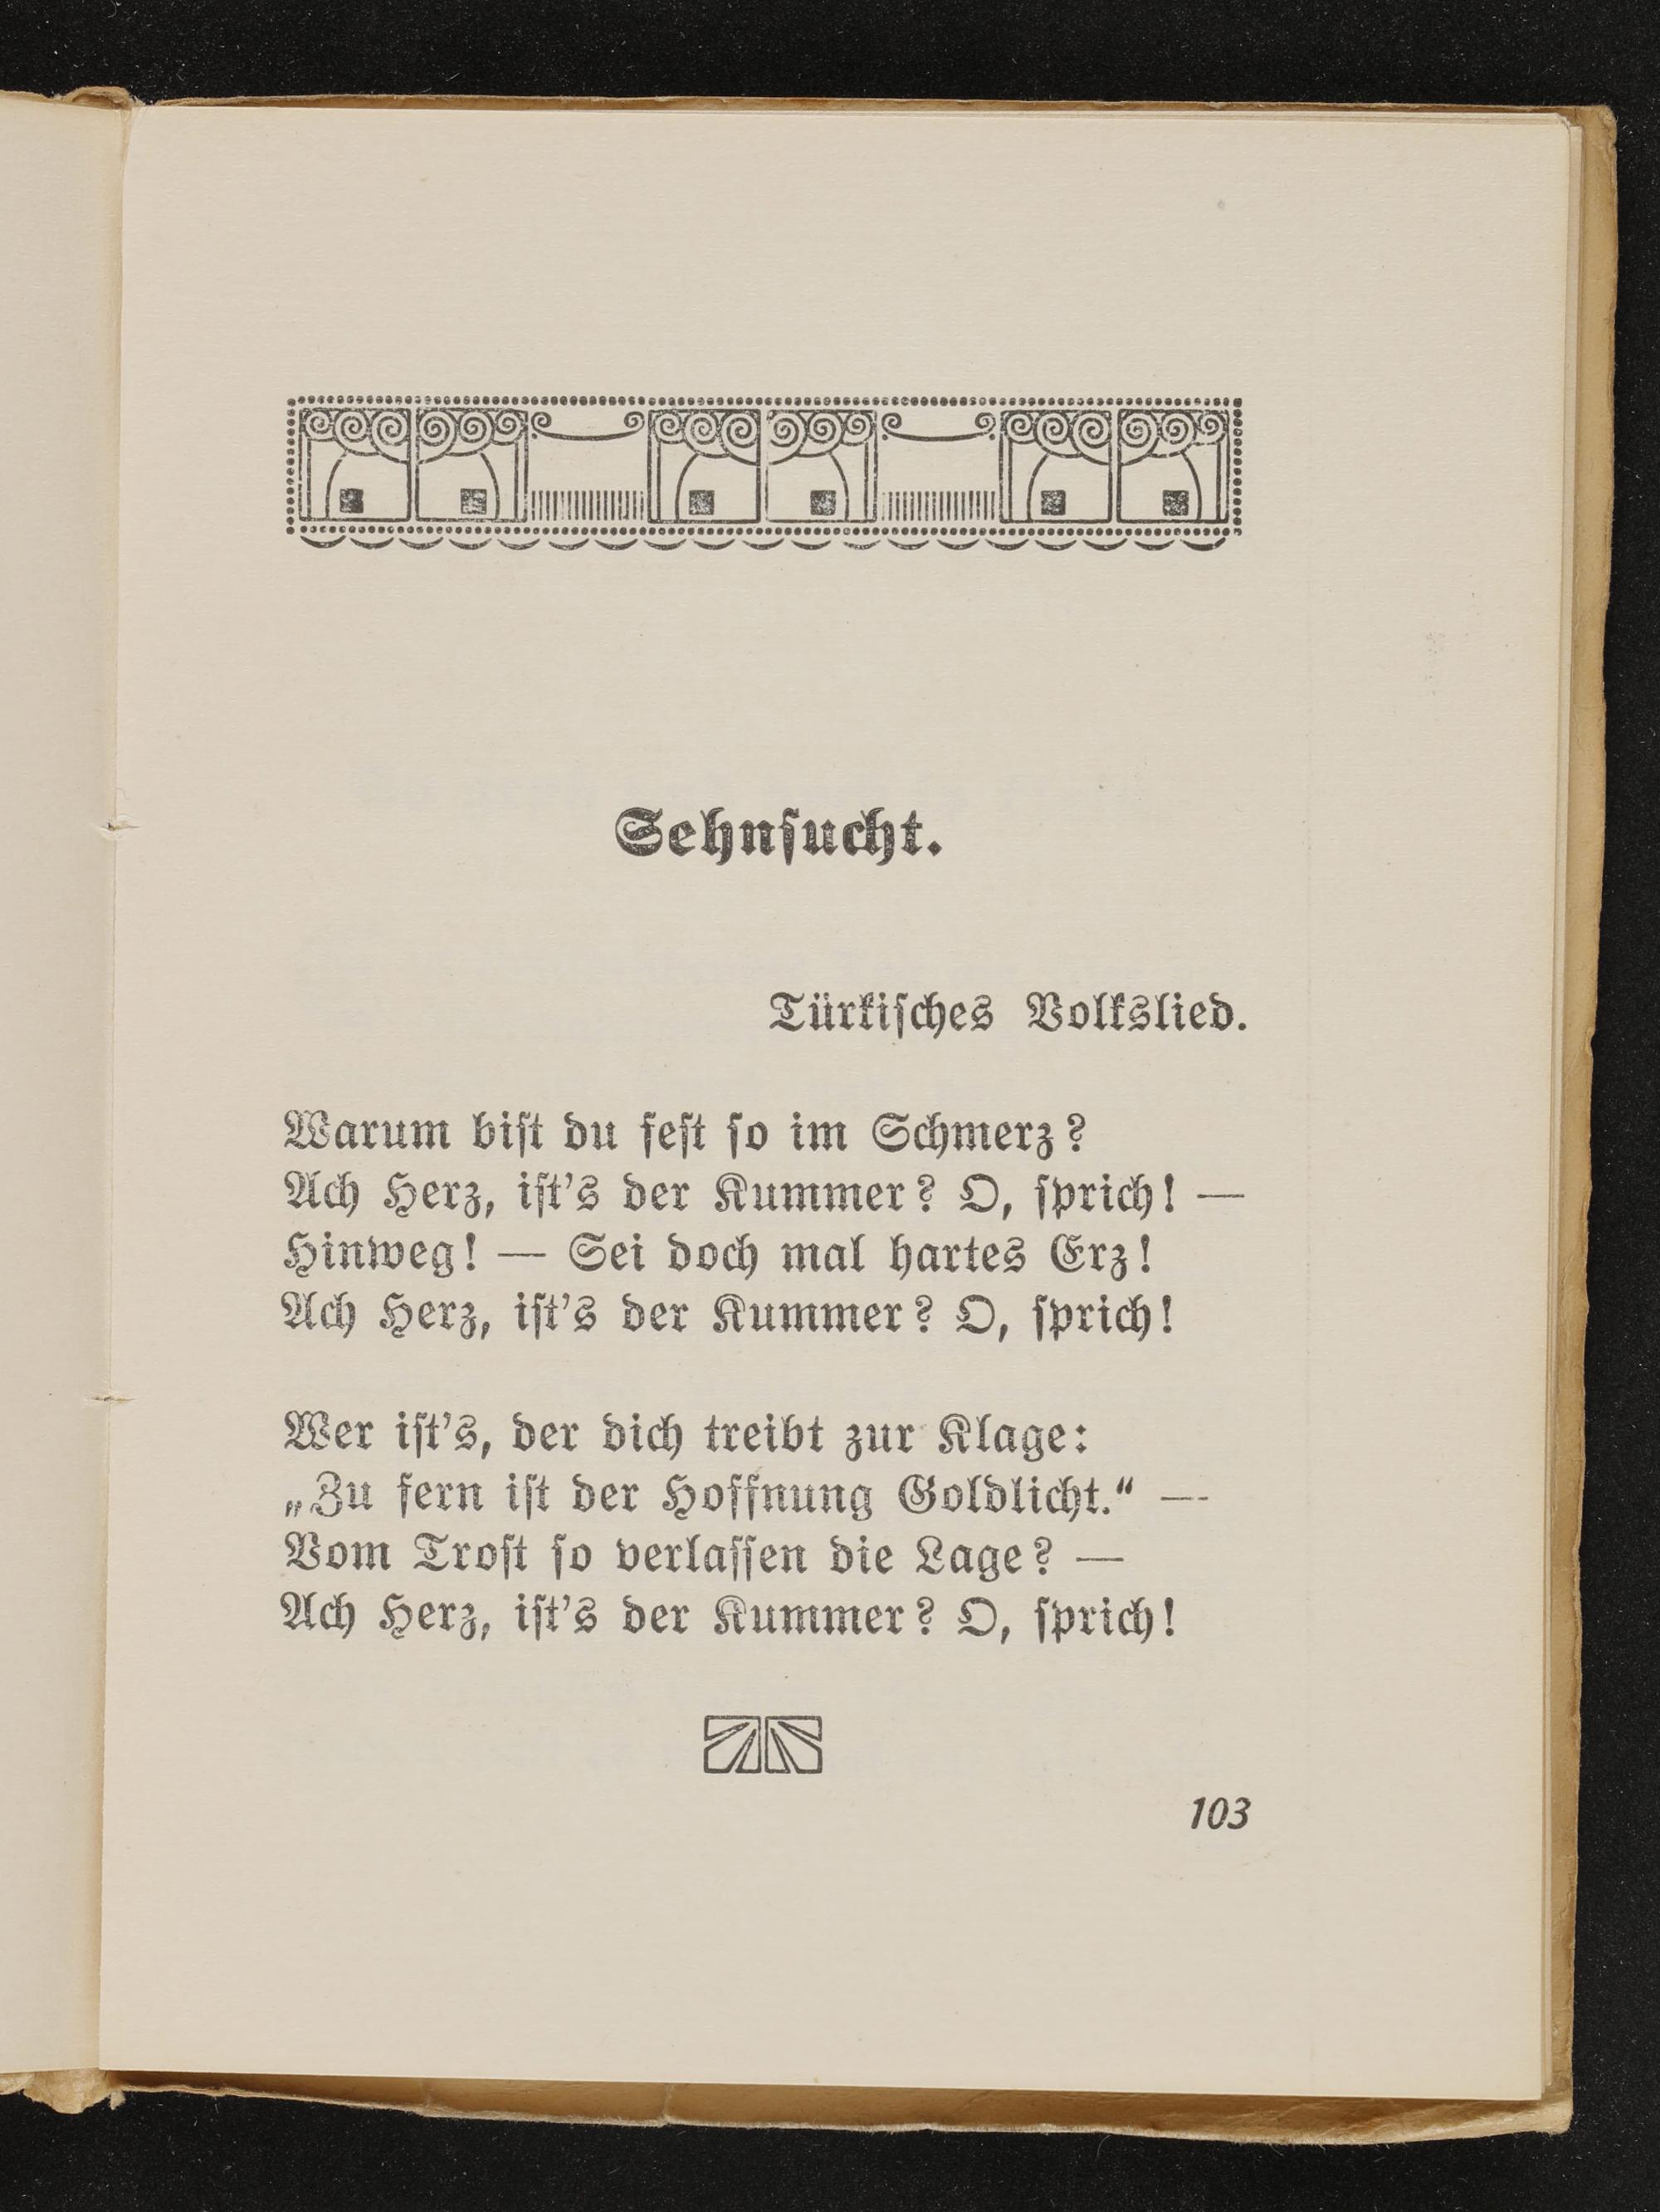 Sehnsucht.
Türkisches Volkslied.
Warum bist du fest so im Schmerz?
Ach Herz, ist's der Kummer? O, sprich! —
Hinweg! — Sei doch mal hartes Erz!
Ach Herz, ist's der Kummer? O, sprich!
Wer ist's, der dich treibt zur Klage:
„Zu fern ist der Hoffnung Goldlicht.“ —
Vom Trost so verlassen die Lage? —
Ach Herz, ist's der Kummer? O, sprich!
103